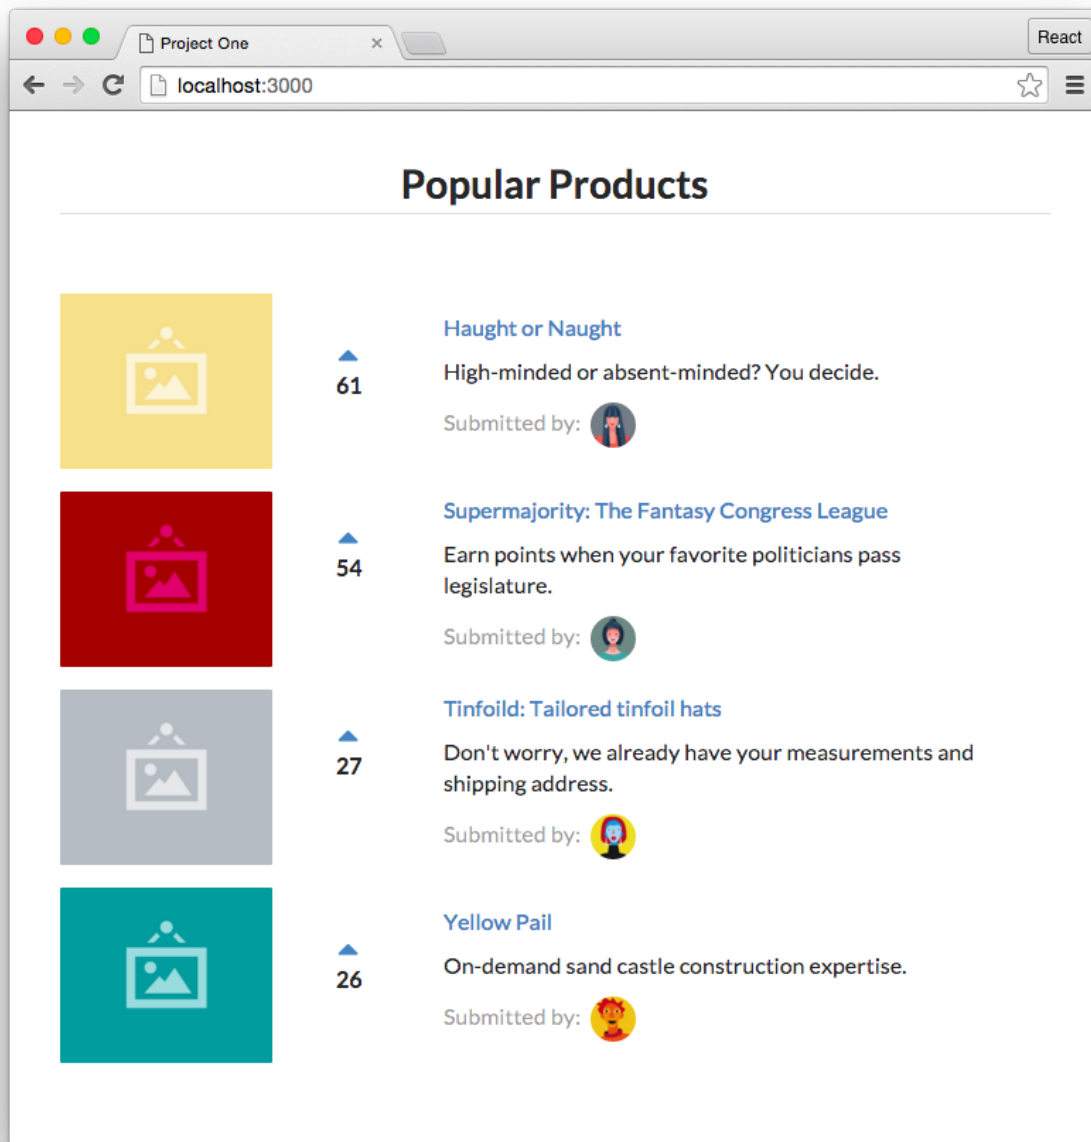 Project One
React
localhost:3000
Popular Products
Haught or Naught
61
High-minded or absent-minded? You decide.
Submitted by:
Supermajority: The Fantasy Congress League
54
Earn points when your favorite politicians pass
legislature.
Submitted by:
Tinfoild: Tailored tinfoil hats
27
Don't worry, we already have your measurements and
shipping address.
Submitted by:
Yellow Pail
26
On-demand sand castle construction expertise.
Submitted by: